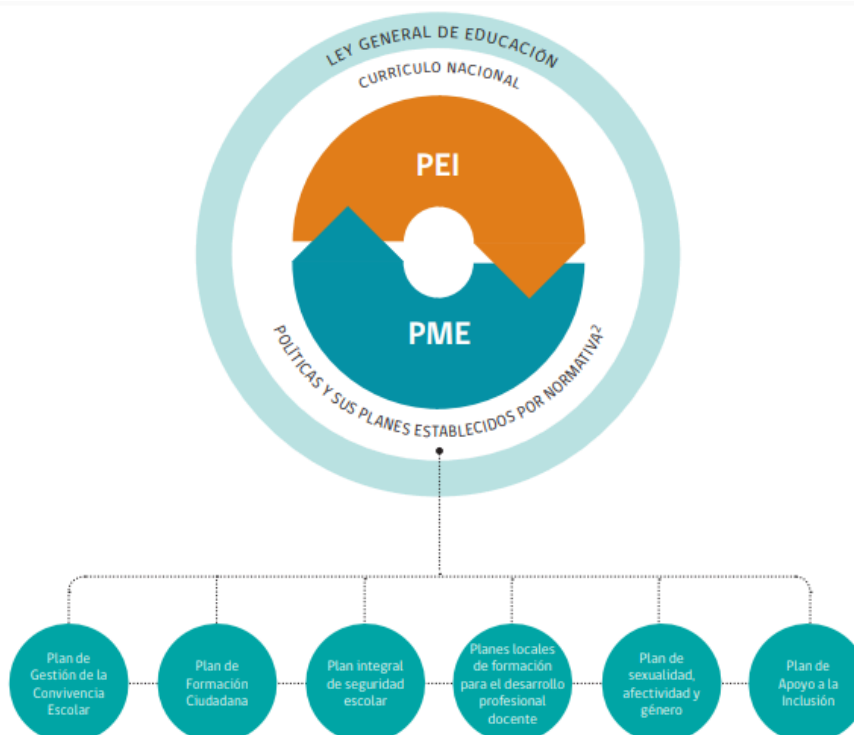 LEY GENERAL DE EDUCACIÓN
CURRÍCULO NACIONAL
PEI
PME
POLÍTICAS Y SUS PLANES ESTABLECIDOS POR NORMATIVA²
Plan de
Gestión de la
Convivencia
Escolar
Plan de
Formación
Ciudadana
Plan integral
de seguridad
escolar
Planes locales
de formación
para el desarrollo
profesional
docente
Plan de
sexualidad,
afectividad y
género
Plan de
Apoyo a la
Inclusión